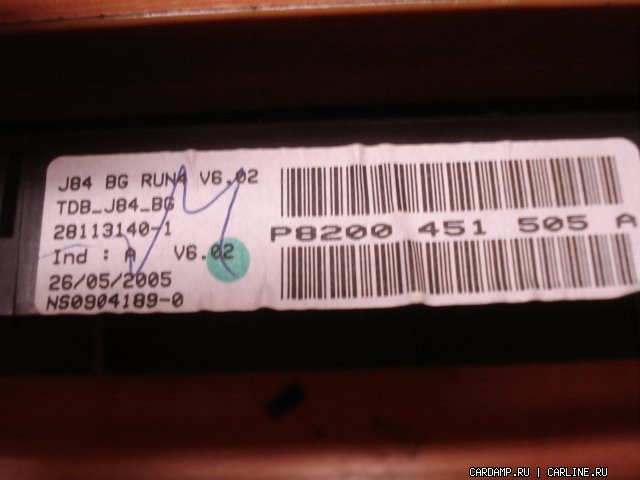 J84 BG RUN4 V6.02
TDB_J84_BG
28113140-1
Ind : A V6.02
26/05/2005
NS0904189-0
P8200 451 505 A
CARDAMP.RU | CARLINE.RU